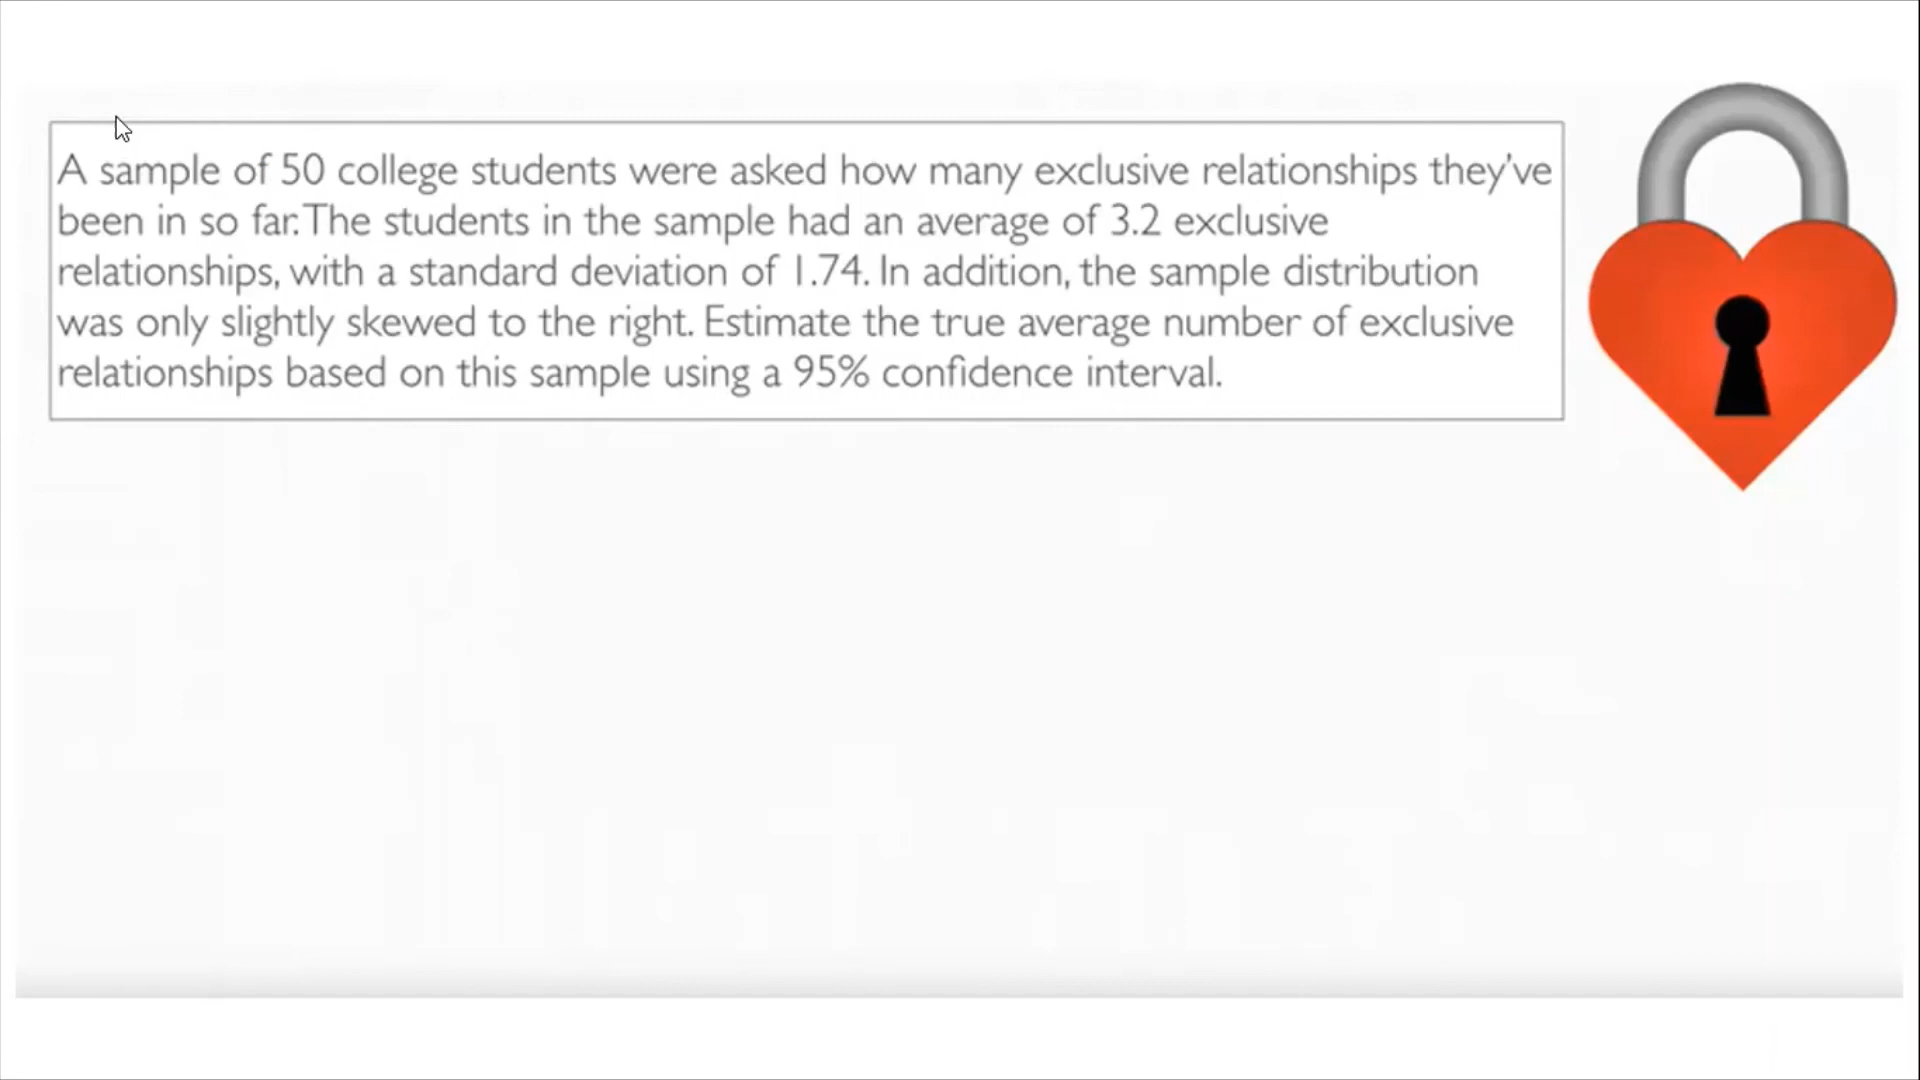 A sample of 50 college students were asked how many exclusive relationships they've
been in so far. The students in the sample had an average of 3.2 exclusive
relationships, with a standard deviation of 1.74. In addition, the sample distribution
was only slightly skewed to the right. Estimate the true average number of exclusive
relationships based on this sample using a 95% confidence interval.